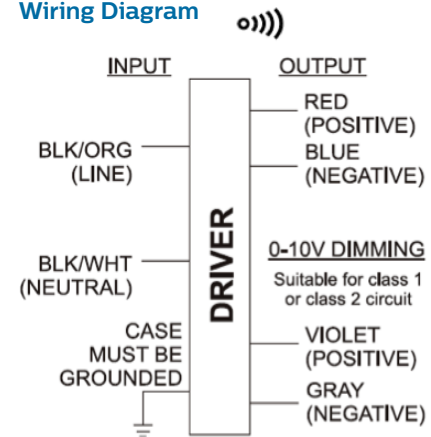 Wiring Diagram
INPUT
OUTPUT
RED
(POSITIVE)
BLK/ORG
(LINE)
BLUE
(NEGATIVE)
DRIVER
0-10V DIMMING
Suitable for class 1
or class 2 circuit
BLK/WHT
(NEUTRAL)
CASE
MUST BE
GROUNDED
VIOLET
(POSITIVE)
GRAY
(NEGATIVE)